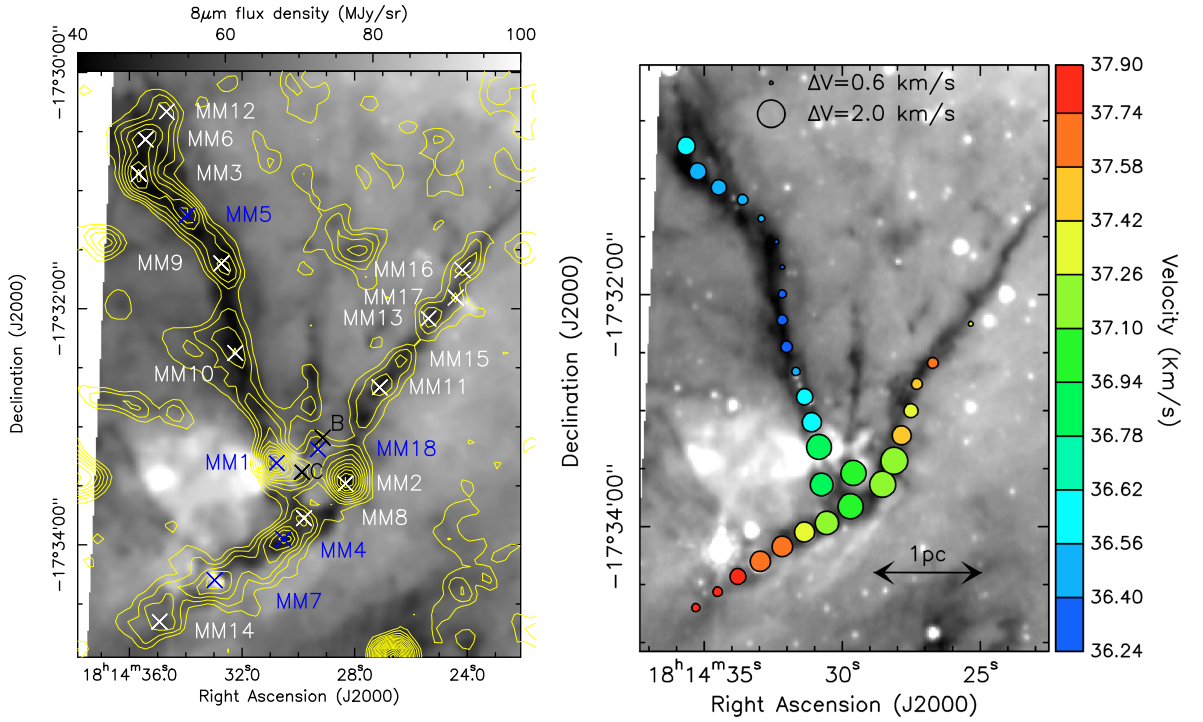 8μm flux density (MJy/sr)
40 60 80 100
−17°30'00"
−17°32'00"
−17°34'00"
Declination (J2000)
MM12
MM6
MM3
MM5
MM9
MM16
MM17
MM13
MM15
MM10
MM11
B
MM1
MM18
C
MM2
MM8
MM4
MM7
MM14
18ʰ14ᵐ36.ˢ0 32.ˢ0 28.ˢ0 24.ˢ0
Right Ascension (J2000)
ΔV=0.6 km/s
ΔV=2.0 km/s
−17°32'00"
−17°34'00"
Declination (J2000)
1pc
18ʰ14ᵐ35ˢ 30ˢ 25ˢ
Right Ascension (J2000)
37.90
37.74
37.58
37.42
37.26
37.10
36.94
36.78
36.62
36.56
36.40
36.24
Velocity (Km/s)